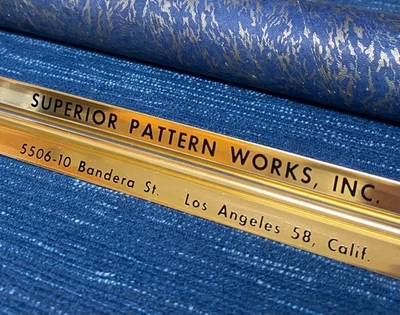 SUPERIOR PATTERN WORKS, INC.
5506-10 Bandera St. Los Angeles 58, Calif.